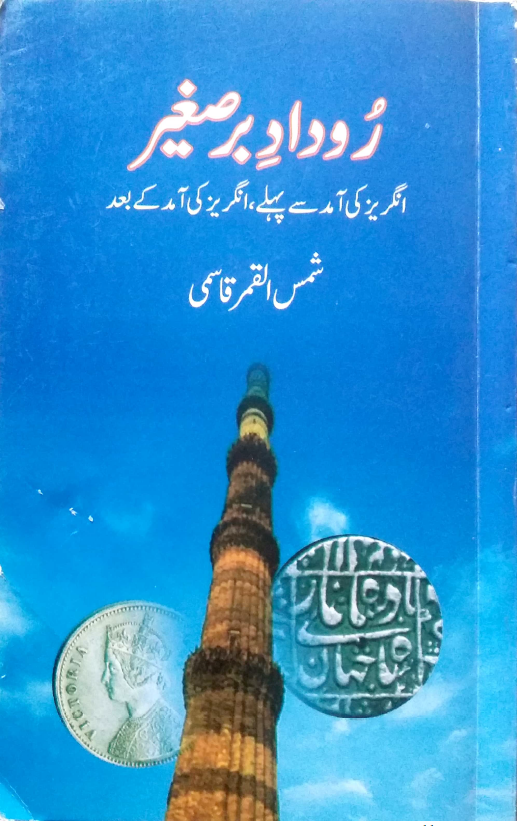 رُودادِ برصغیر
انگریز کی آمد سے پہلے، انگریز کی آمد کے بعد
شمس القمر قاسمی
VICTORIA